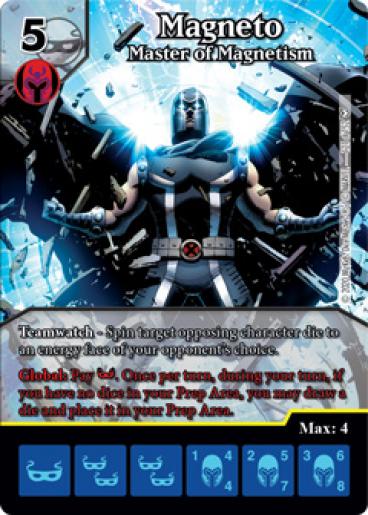 5
Magneto
Master of Magnetism
Teamwatch - Spin target opposing character die to
an energy face of your opponent's choice.
Global: Pay. Once per turn, during your turn, if
you have no dice in your Prep Area, you may draw a
die and place it in your Prep Area.
Max: 4
1 4
4
2 5
7
3 6
8